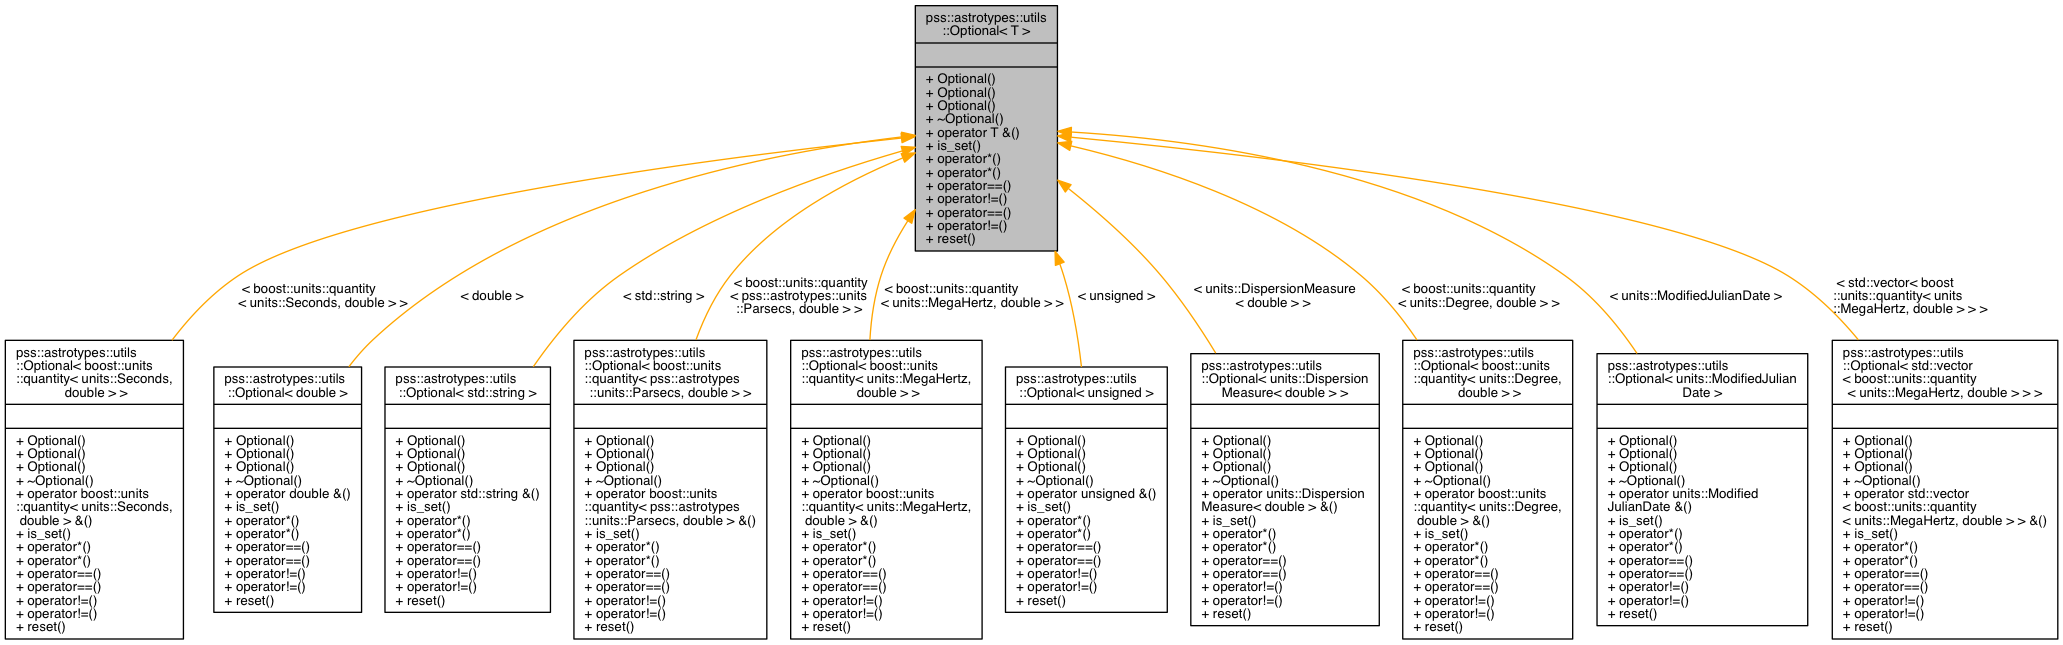 pss::astrotypes::utils
::Optional< T >
+ Optional()
+ Optional()
+ Optional()
+ ~Optional()
+ operator T &()
+ is_set()
+ operator*()
+ operator*()
+ operator==()
+ operator!=()
+ operator==()
+ operator!=()
+ reset()
< boost::units::quantity
< units::Seconds, double > >
< double >
< std::string >
< boost::units::quantity
< pss::astrotypes::units
::Parsecs, double > >
< boost::units::quantity
< units::MegaHertz, double > >
< unsigned >
< units::DispersionMeasure
< double > >
< boost::units::quantity
< units::Degree, double > >
< units::ModifiedJulianDate >
< std::vector< boost
::units::quantity< units
::MegaHertz, double > > >
pss::astrotypes::utils
::Optional< boost::units
::quantity< units::Seconds,
double > >
+ Optional()
+ Optional()
+ Optional()
+ ~Optional()
+ operator boost::units
::quantity< units::Seconds,
double > &()
+ is_set()
+ operator*()
+ operator*()
+ operator==()
+ operator==()
+ operator!=()
+ operator!=()
+ reset()
pss::astrotypes::utils
::Optional< double >
+ Optional()
+ Optional()
+ Optional()
+ ~Optional()
+ operator double &()
+ is_set()
+ operator*()
+ operator*()
+ operator==()
+ operator==()
+ operator!=()
+ operator!=()
+ reset()
pss::astrotypes::utils
::Optional< std::string >
+ Optional()
+ Optional()
+ Optional()
+ ~Optional()
+ operator std::string &()
+ is_set()
+ operator*()
+ operator*()
+ operator==()
+ operator==()
+ operator!=()
+ operator!=()
+ reset()
pss::astrotypes::utils
::Optional< boost::units
::quantity< pss::astrotypes
::units::Parsecs, double > >
+ Optional()
+ Optional()
+ Optional()
+ ~Optional()
+ operator boost::units
::quantity< pss::astrotypes
::units::Parsecs, double > &()
+ is_set()
+ operator*()
+ operator*()
+ operator==()
+ operator==()
+ operator!=()
+ operator!=()
+ reset()
pss::astrotypes::utils
::Optional< boost::units
::quantity< units::MegaHertz,
double > >
+ Optional()
+ Optional()
+ Optional()
+ ~Optional()
+ operator boost::units
::quantity< units::MegaHertz,
double > &()
+ is_set()
+ operator*()
+ operator*()
+ operator==()
+ operator==()
+ operator!=()
+ operator!=()
+ reset()
pss::astrotypes::utils
::Optional< unsigned >
+ Optional()
+ Optional()
+ Optional()
+ ~Optional()
+ operator unsigned &()
+ is_set()
+ operator*()
+ operator*()
+ operator==()
+ operator==()
+ operator!=()
+ operator!=()
+ reset()
pss::astrotypes::utils
::Optional< units::Dispersion
Measure< double > >
+ Optional()
+ Optional()
+ Optional()
+ ~Optional()
+ operator units::Dispersion
Measure< double > &()
+ is_set()
+ operator*()
+ operator*()
+ operator==()
+ operator==()
+ operator!=()
+ operator!=()
+ reset()
pss::astrotypes::utils
::Optional< boost::units
::quantity< units::Degree,
double > >
+ Optional()
+ Optional()
+ Optional()
+ ~Optional()
+ operator boost::units
::quantity< units::Degree,
double > &()
+ is_set()
+ operator*()
+ operator*()
+ operator==()
+ operator==()
+ operator!=()
+ operator!=()
+ reset()
pss::astrotypes::utils
::Optional< units::ModifiedJulian
Date >
+ Optional()
+ Optional()
+ Optional()
+ ~Optional()
+ operator units::Modified
JulianDate &()
+ is_set()
+ operator*()
+ operator*()
+ operator==()
+ operator==()
+ operator!=()
+ operator!=()
+ reset()
pss::astrotypes::utils
::Optional< std::vector
< boost::units::quantity
< units::MegaHertz, double > > >
+ Optional()
+ Optional()
+ Optional()
+ ~Optional()
+ operator std::vector
< boost::units::quantity
< units::MegaHertz, double > > &()
+ is_set()
+ operator*()
+ operator*()
+ operator==()
+ operator==()
+ operator!=()
+ operator!=()
+ reset()